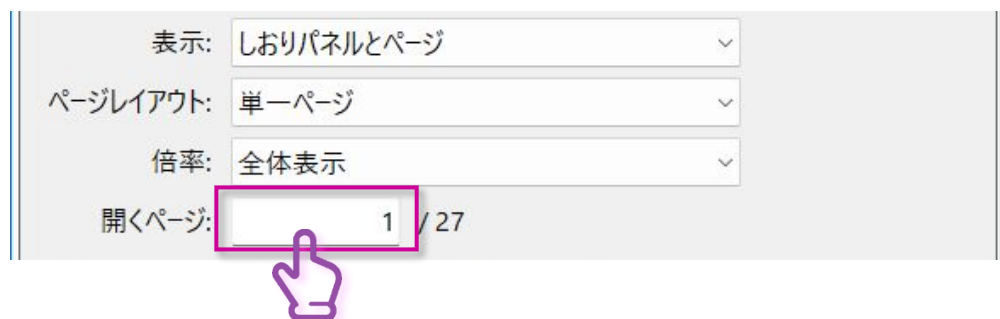 表示: しおりパネルとページ
ページレイアウト: 単一ページ
倍率: 全体表示
開くページ: 1 / 27